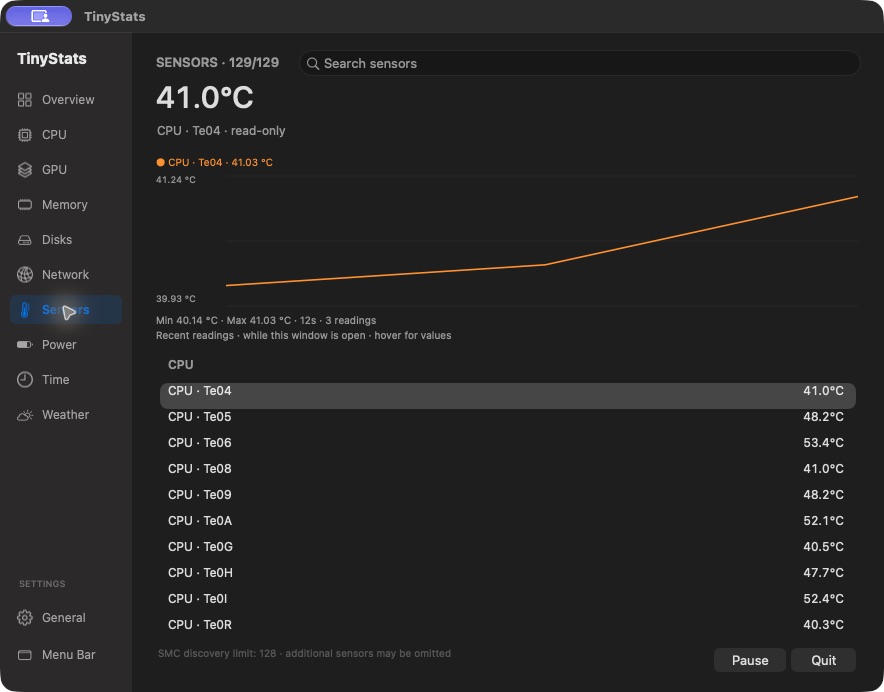 TinyStats
TinyStats
Overview
CPU
GPU
Memory
Disks
Network
Sensors
Power
Time
Weather
SETTINGS
General
Menu Bar
SENSORS · 129/129
Search sensors
41.0°C
CPU · Te04 · read-only
CPU · Te04 · 41.03 °C
41.24 °C
39.93 °C
Min 40.14 °C · Max 41.03 °C · 12s · 3 readings
Recent readings · while this window is open · hover for values
CPU
CPU · Te04 41.0°C
CPU · Te05 48.2°C
CPU · Te06 53.4°C
CPU · Te08 41.0°C
CPU · Te09 48.2°C
CPU · Te0A 52.1°C
CPU · Te0G 40.5°C
CPU · Te0H 47.7°C
CPU · Te0I 52.4°C
CPU · Te0R 40.3°C
SMC discovery limit: 128 · additional sensors may be omitted
Pause Quit